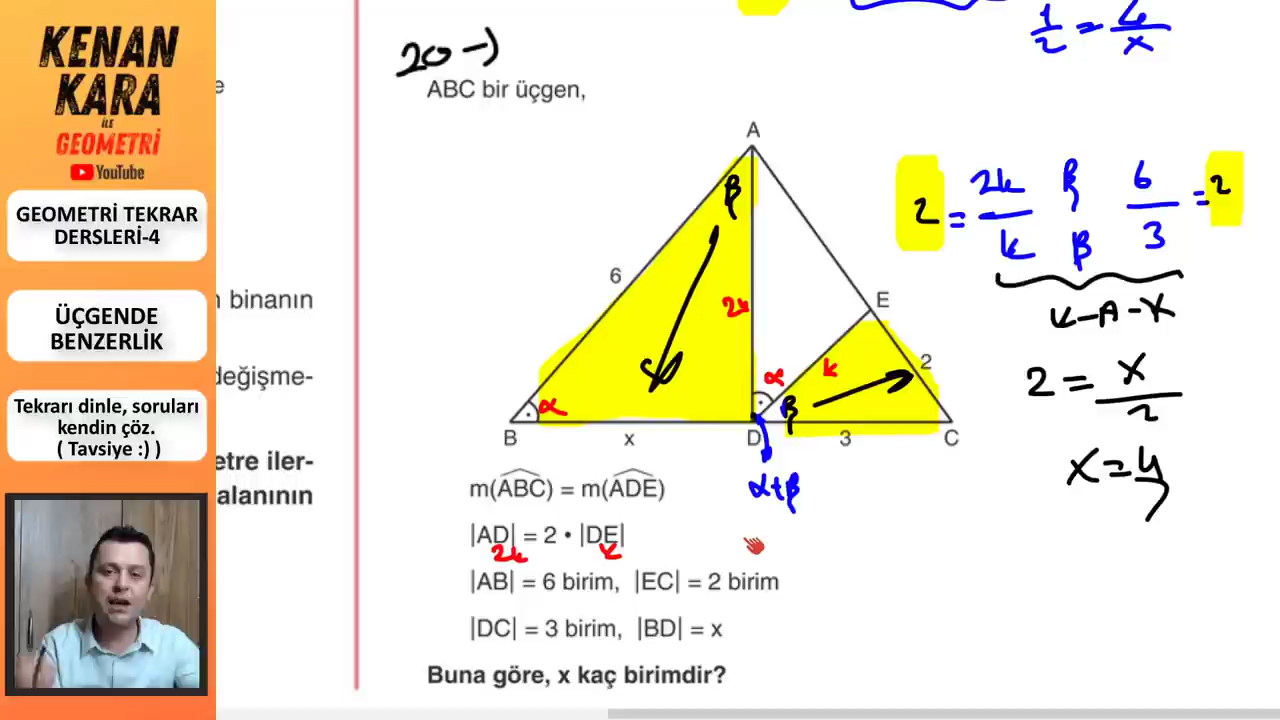 KENAN
KARA
İLE
GEOMETRİ
YouTube
GEOMETRİ TEKRAR
DERSLERİ-4
ÜÇGENDE
BENZERLİK
Tekrarı dinle, soruları
kendin çöz.
( Tavsiye :) )
e
n binanın
değişme-
etre iler-
alanının
20→)
ABC bir üçgen,
A
β
6
2k
E
2
k
α
α
β
B
x
D
3
C
α+β
m(ABC) = m(ADE)
|AD| = 2 • |DE|
2k k
|AB| = 6 birim, |EC| = 2 birim
|DC| = 3 birim, |BD| = x
Buna göre, x kaç birimdir?
1/2 = 4/x
2 = 2k/k β/β 6/3 = 2
K-A-K
2 = x/2
x = 4